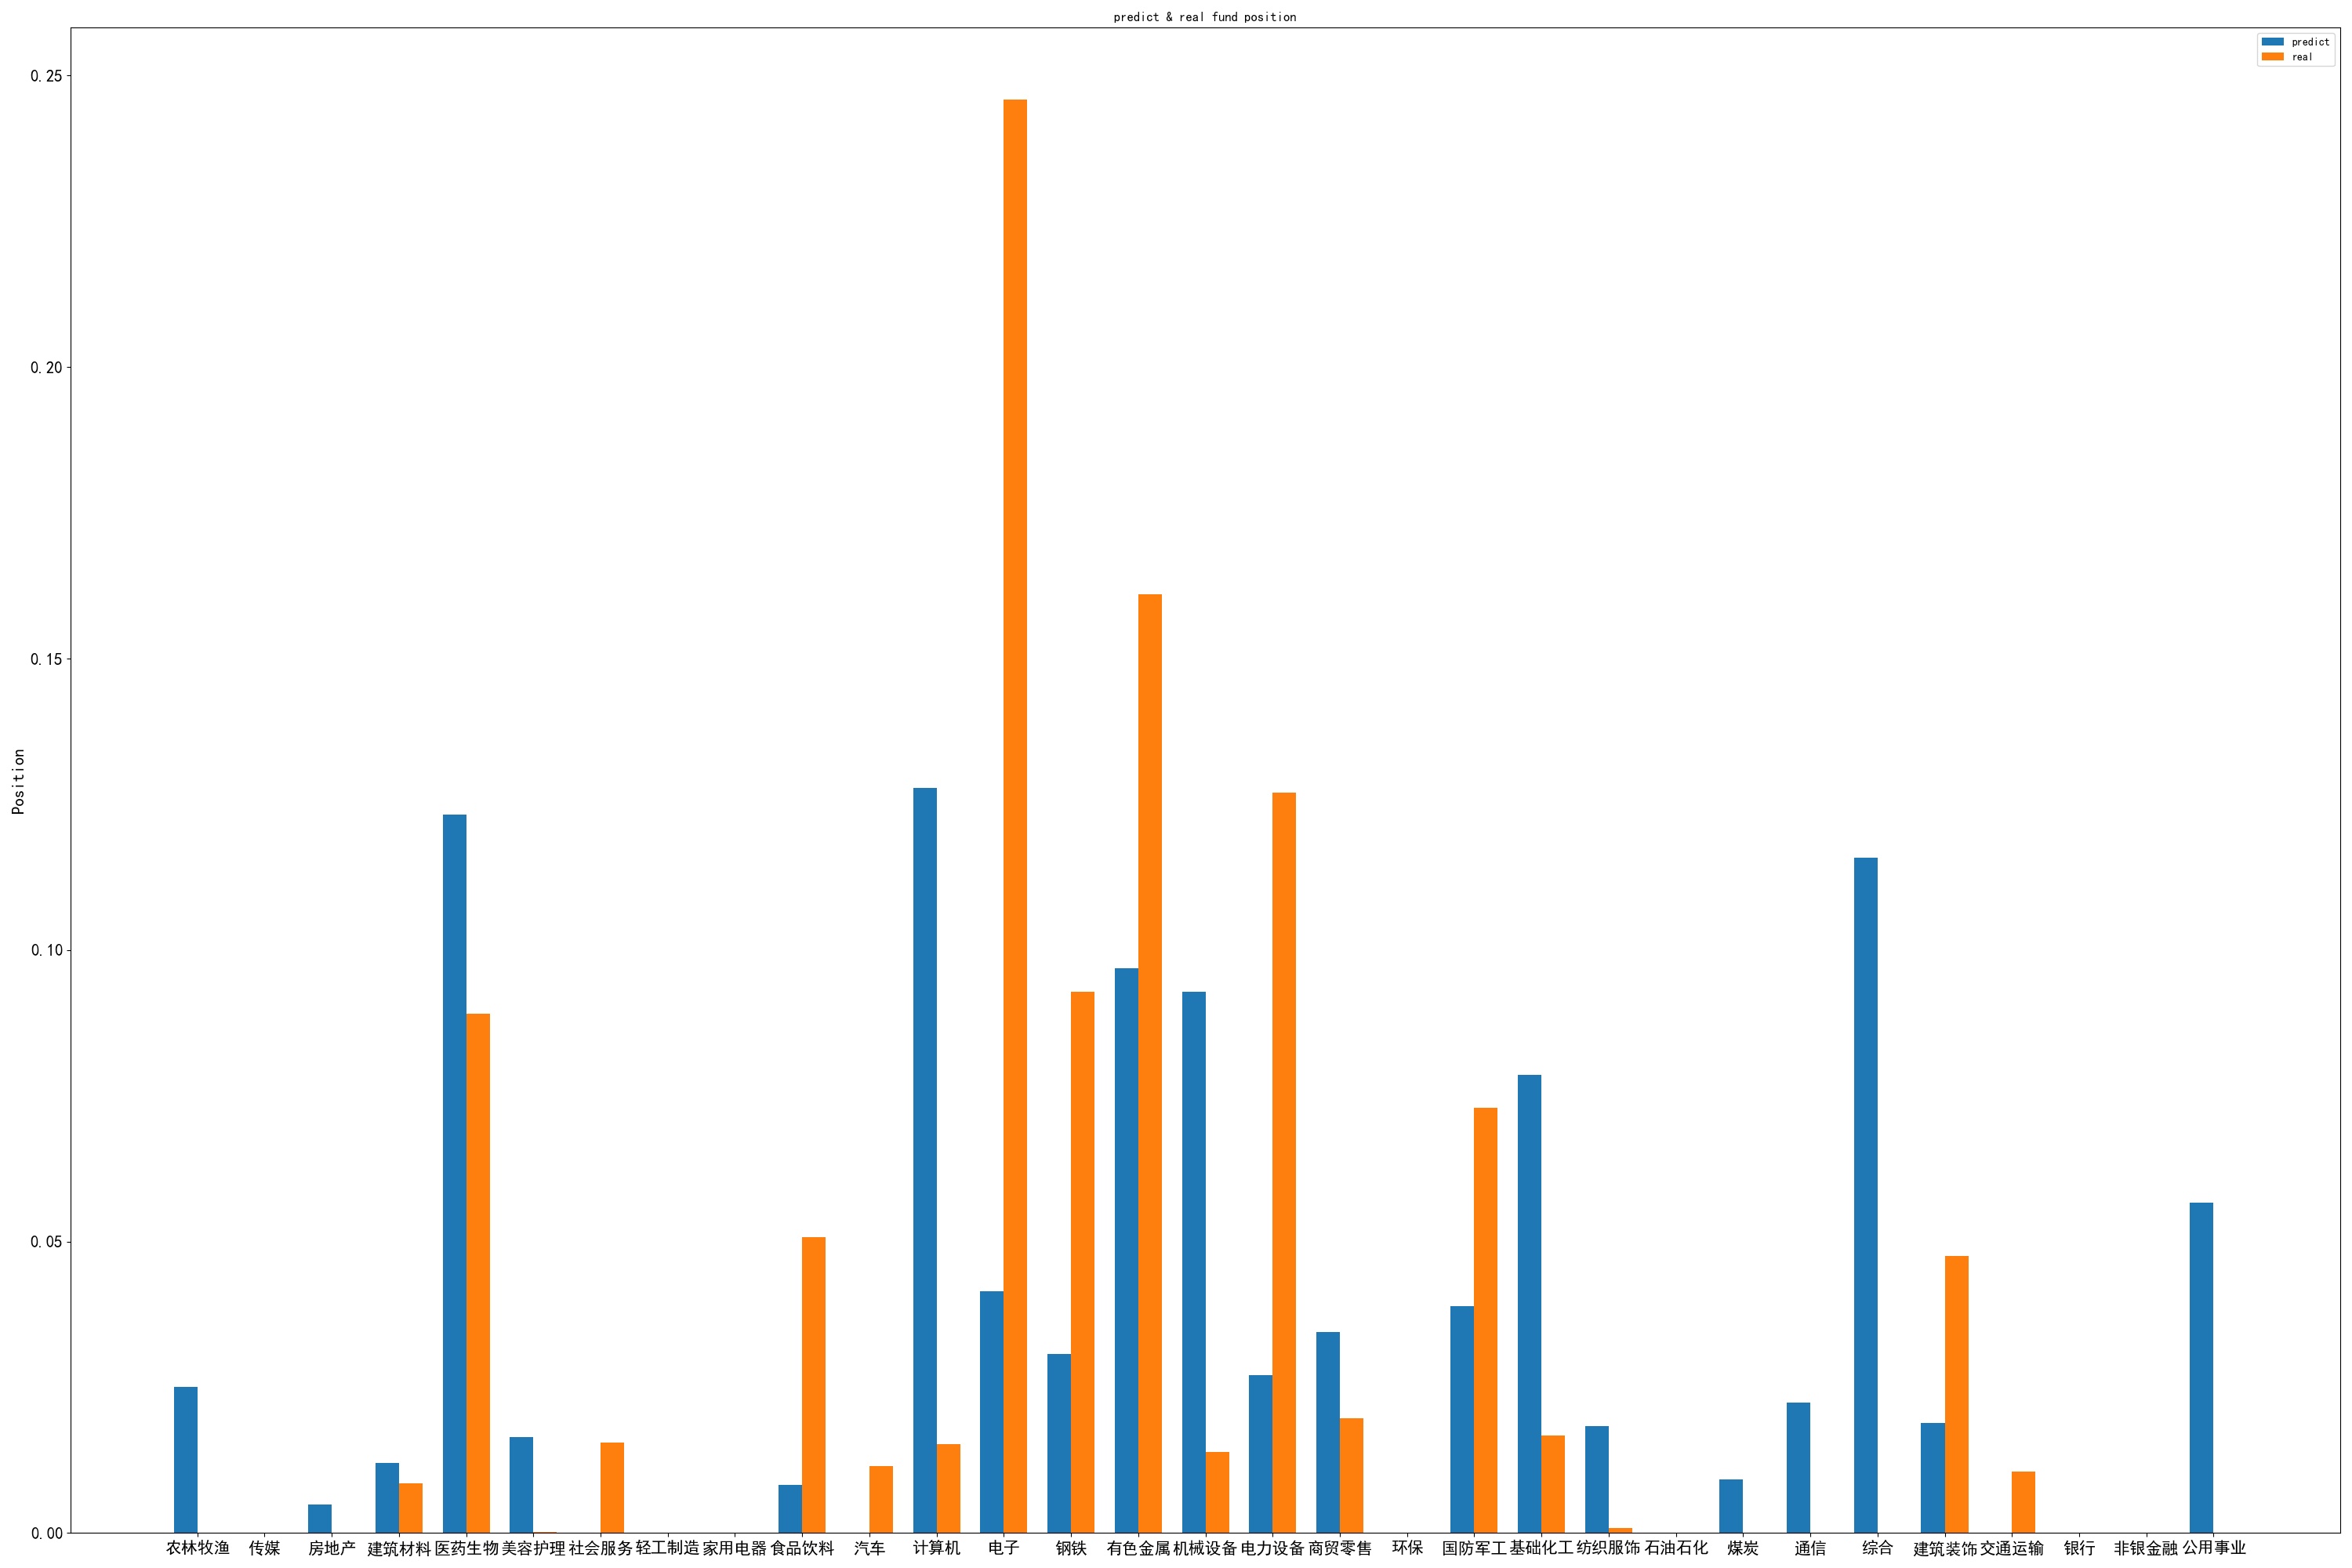 predict & real fund position
predict
real
Position
0.25
0.20
0.15
0.10
0.05
0.00
农林牧渔 传媒 房地产 建筑材料 医药生物 美容护理 社会服务 轻工制造 家用电器 食品饮料 汽车 计算机 电子 钢铁 有色金属 机械设备 电力设备 商贸零售 环保 国防军工 基础化工 纺织服饰 石油石化 煤炭 通信 综合 建筑装饰 交通运输 银行 非银金融 公用事业